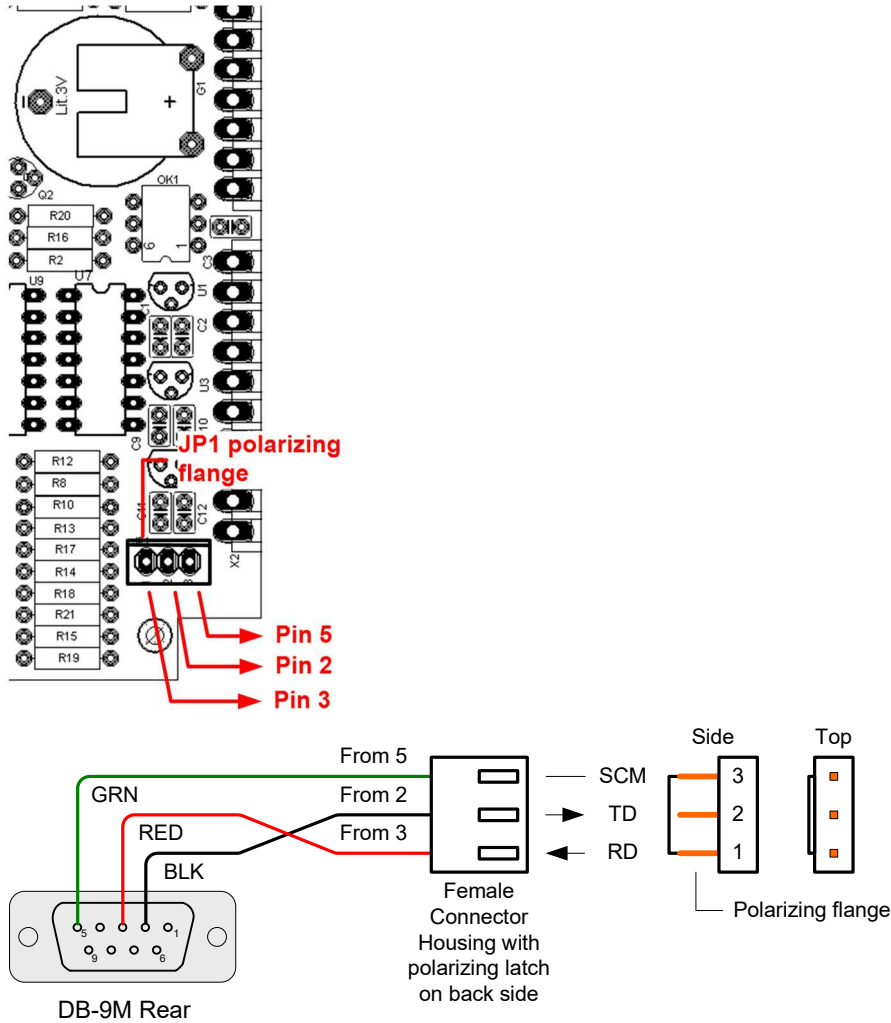 Lit.3V
+
G1
Q2
OK1
R20
R16
6
1
R2
C3
U9
U7
U1
C1
C2
U3
C9
10
JP1 polarizing
flange
R12
R8
R10
C11
C12
R13
R17
X2
R14
1
2
3
R18
R21
R15
R19
Pin 5
Pin 2
Pin 3
Side
Top
From 5
SCM
3
GRN
From 2
TD
2
RED
From 3
RD
1
BLK
Female
Connector
Housing with
polarizing latch
on back side
Polarizing flange
5
1
9
6
DB-9M Rear